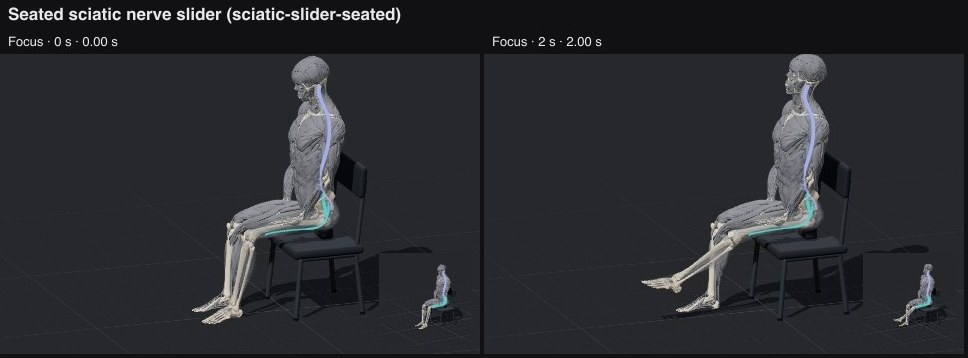 Seated sciatic nerve slider (sciatic-slider-seated)
Focus · 0 s · 0.00 s
Focus · 2 s · 2.00 s